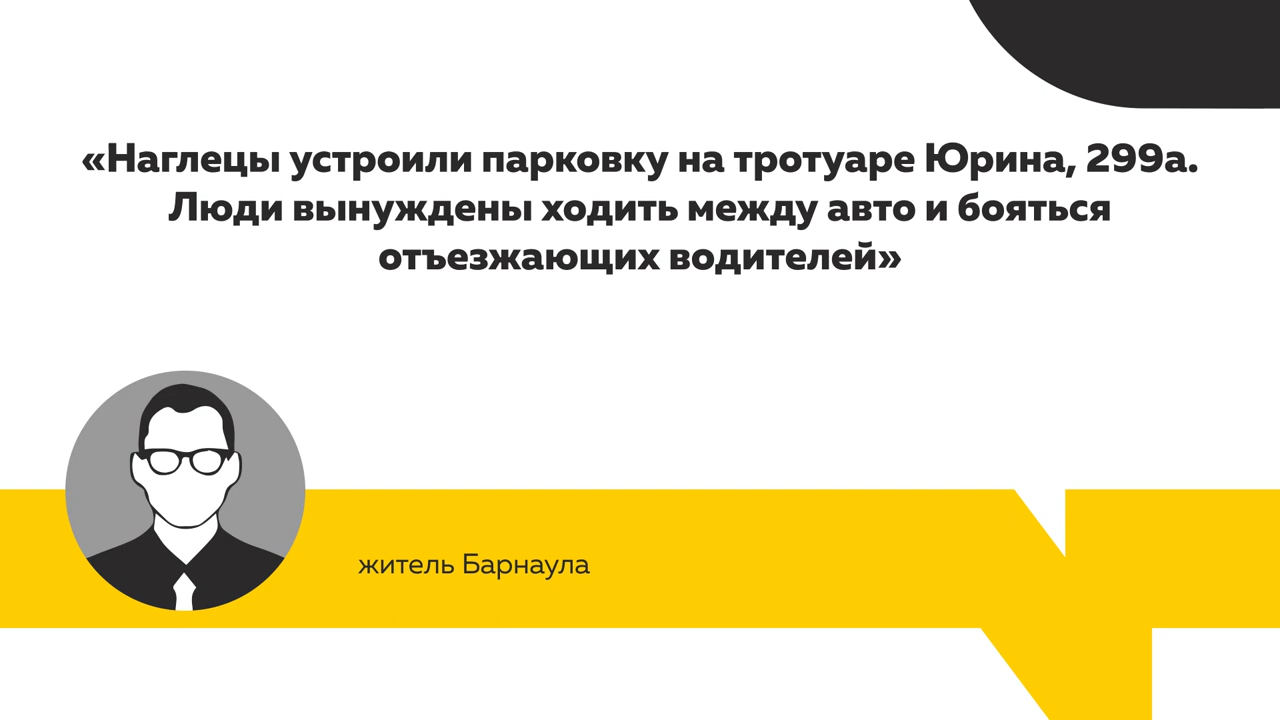 «Наглецы устроили парковку на тротуаре Юрина, 299а.
Люди вынуждены ходить между авто и бояться
отъезжающих водителей»
житель Барнаула